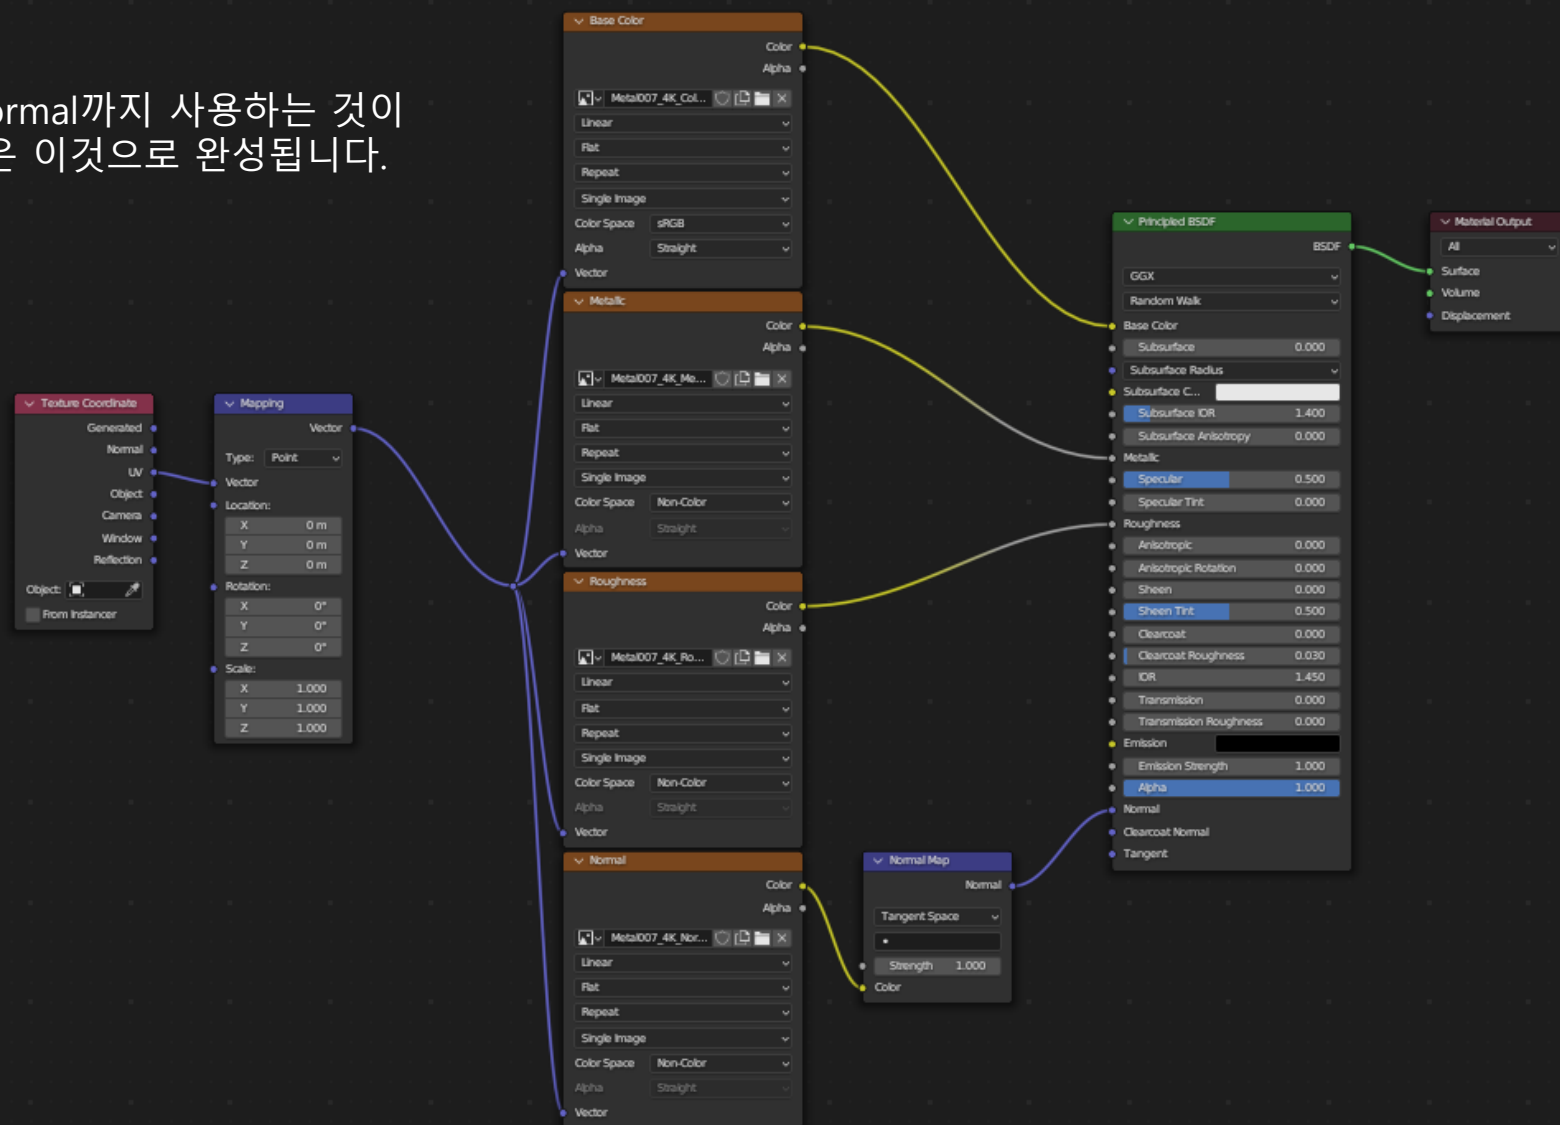 ormal까지 사용하는 것이
은 이것으로 완성됩니다.
Texture Coordinate
Generated
Normal
UV
Object
Camera
Window
Reflection
Object:
From Instancer
Mapping
Vector
Type: Point
Vector
Location:
X 0 m
Y 0 m
Z 0 m
Rotation:
X 0°
Y 0°
Z 0°
Scale:
X 1.000
Y 1.000
Z 1.000
Base Color
Color
Alpha
Metal007_4K_Col...
Linear
Flat
Repeat
Single Image
Color Space sRGB
Alpha Straight
Vector
Metallic
Color
Alpha
Metal007_4K_Me...
Linear
Flat
Repeat
Single Image
Color Space Non-Color
Alpha Straight
Vector
Roughness
Color
Alpha
Metal007_4K_Ro...
Linear
Flat
Repeat
Single Image
Color Space Non-Color
Alpha Straight
Vector
Normal
Color
Alpha
Metal007_4K_Nor...
Linear
Flat
Repeat
Single Image
Color Space Non-Color
Alpha Straight
Vector
Normal Map
Normal
Tangent Space
Strength 1.000
Color
Principled BSDF
BSDF
GGX
Random Walk
Base Color
Subsurface 0.000
Subsurface Radius
Subsurface C...
Subsurface IOR 1.400
Subsurface Anisotropy 0.000
Metallic
Specular 0.500
Specular Tint 0.000
Roughness
Anisotropic 0.000
Anisotropic Rotation 0.000
Sheen 0.000
Sheen Tint 0.500
Clearcoat 0.000
Clearcoat Roughness 0.030
IOR 1.450
Transmission 0.000
Transmission Roughness 0.000
Emission
Emission Strength 1.000
Alpha 1.000
Normal
Clearcoat Normal
Tangent
Material Output
All
Surface
Volume
Displacement